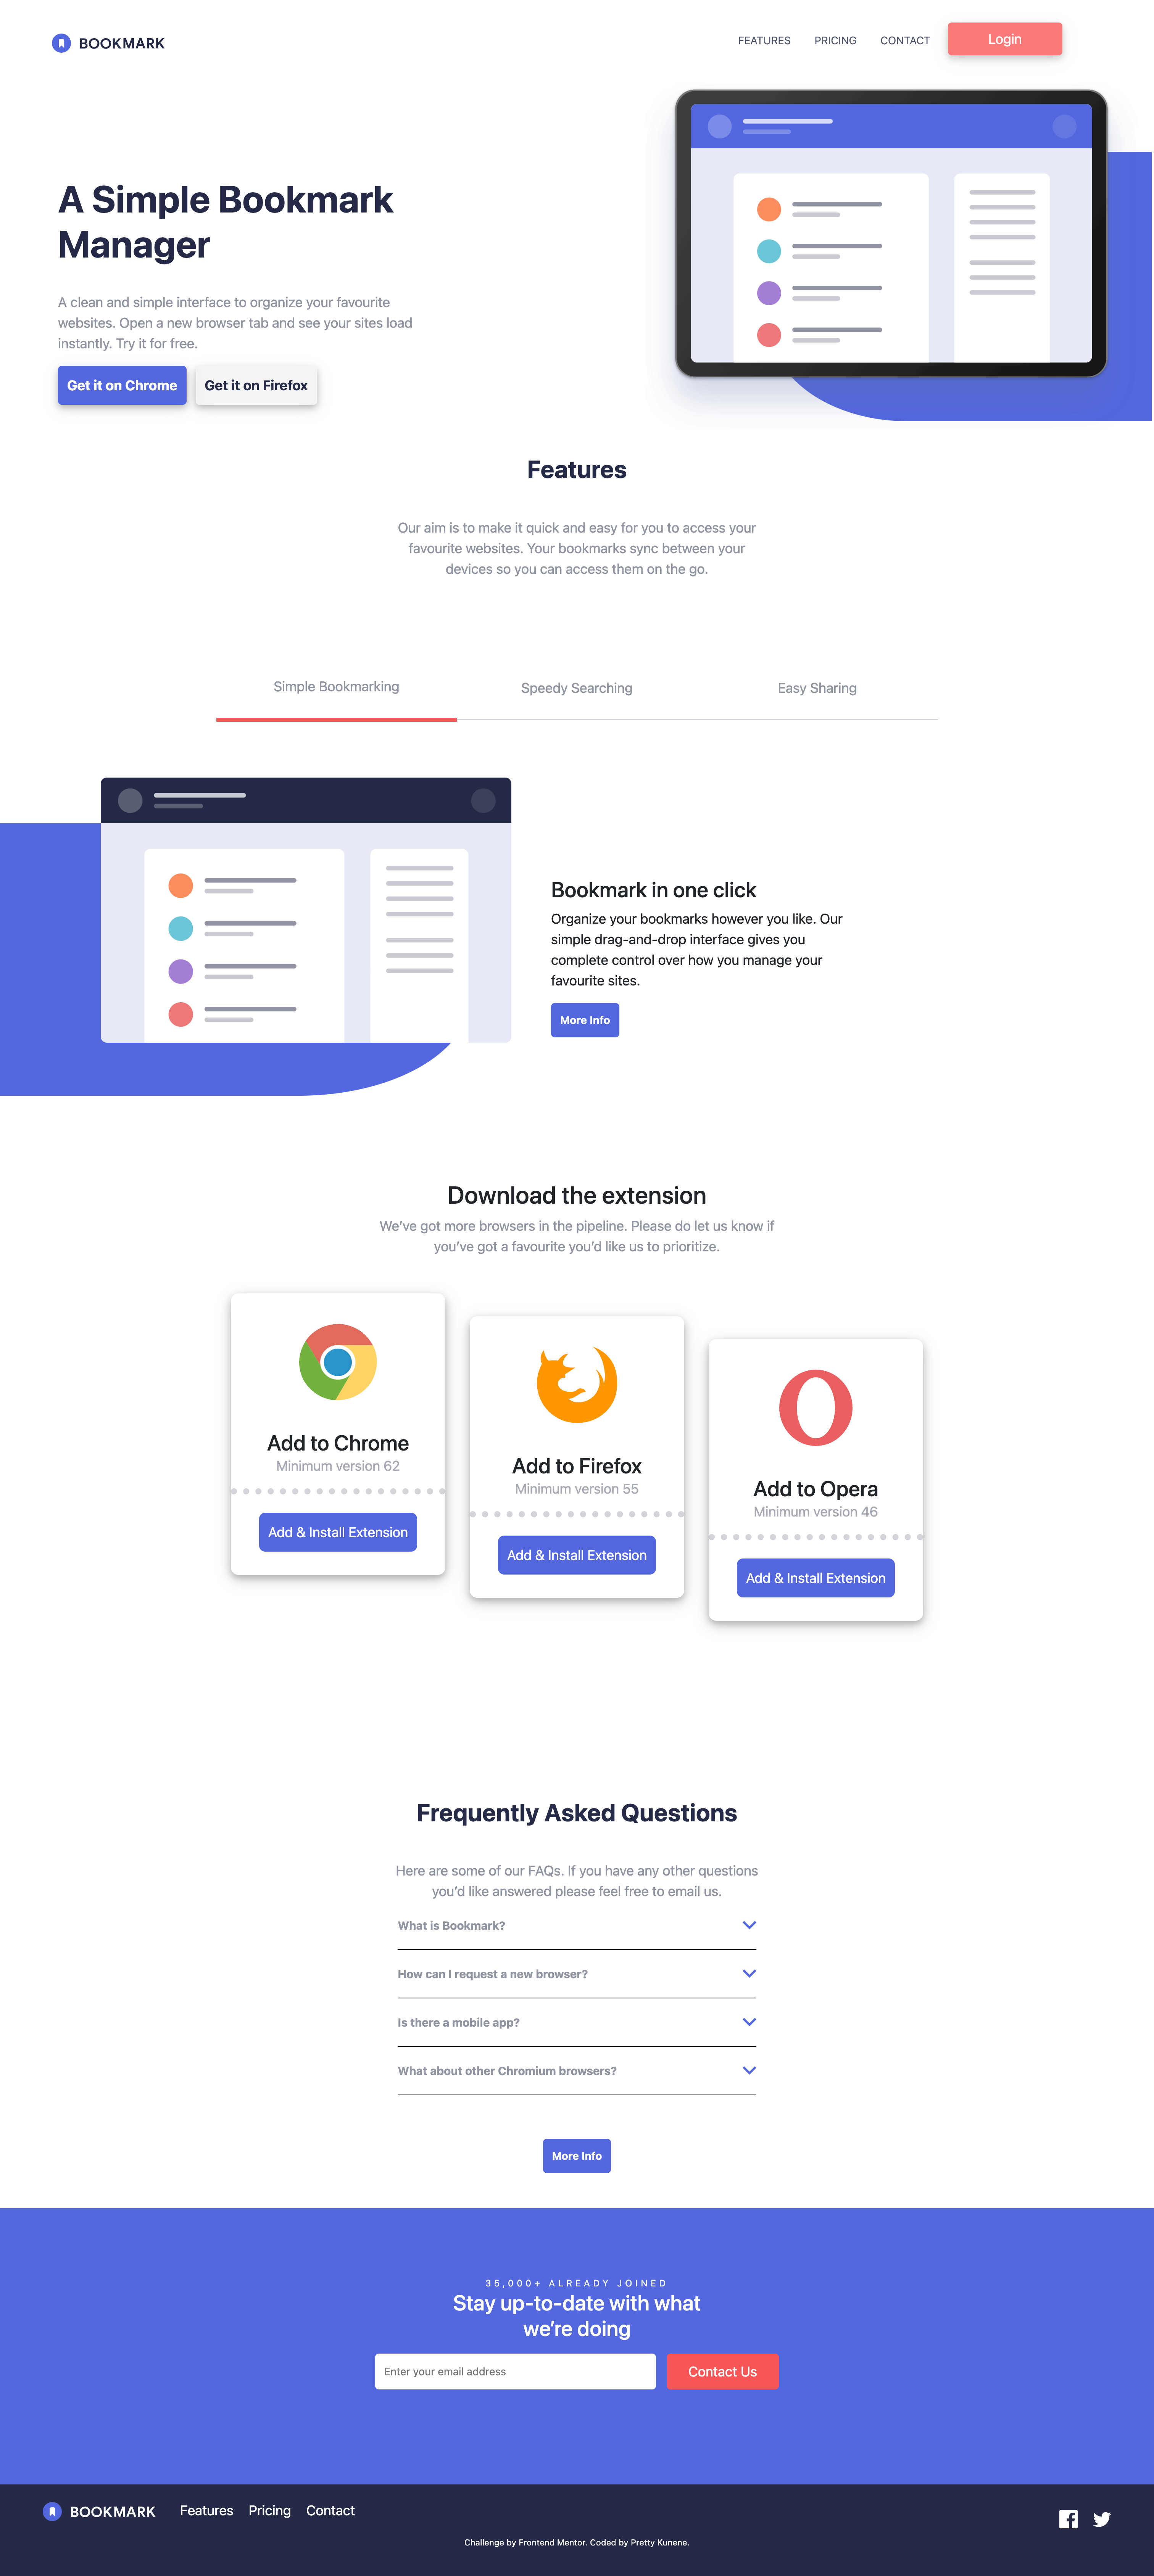 BOOKMARK
FEATURES
PRICING
CONTACT
Login
A Simple Bookmark
Manager
A clean and simple interface to organize your favourite
websites. Open a new browser tab and see your sites load
instantly. Try it for free.
Get it on Chrome
Get it on Firefox
Features
Our aim is to make it quick and easy for you to access your
favourite websites. Your bookmarks sync between your
devices so you can access them on the go.
Simple Bookmarking
Speedy Searching
Easy Sharing
Bookmark in one click
Organize your bookmarks however you like. Our
simple drag-and-drop interface gives you
complete control over how you manage your
favourite sites.
More Info
Download the extension
We’ve got more browsers in the pipeline. Please do let us know if
you’ve got a favourite you’d like us to prioritize.
Add to Chrome
Minimum version 62
Add & Install Extension
Add to Firefox
Minimum version 55
Add & Install Extension
Add to Opera
Minimum version 46
Add & Install Extension
Frequently Asked Questions
Here are some of our FAQs. If you have any other questions
you’d like answered please feel free to email us.
What is Bookmark?
How can I request a new browser?
Is there a mobile app?
What about other Chromium browsers?
More Info
35,000+ ALREADY JOINED
Stay up-to-date with what
we’re doing
Enter your email address
Contact Us
BOOKMARK
Features
Pricing
Contact
Challenge by Frontend Mentor. Coded by Pretty Kunene.